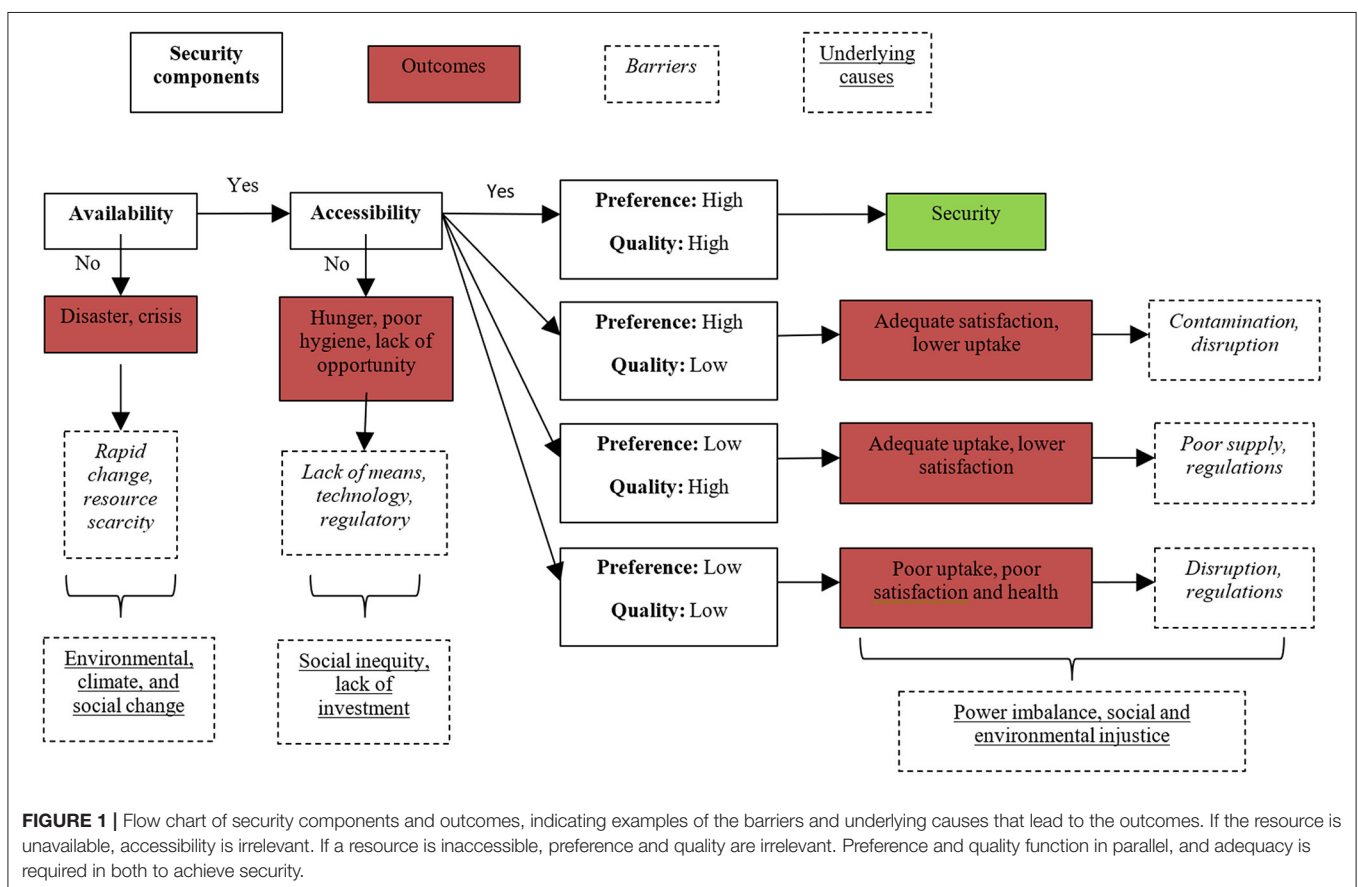 Security
components
Outcomes
Barriers
Underlying
causes
Availability
Yes
Accessibility
Yes
Preference: High
Quality: High
Security
No
No
Disaster, crisis
Hunger, poor
hygiene, lack of
opportunity
Preference: High
Quality: Low
Adequate satisfaction,
lower uptake
Contamination,
disruption
Rapid
change,
resource
scarcity
Lack of means,
technology,
regulatory
Preference: Low
Quality: High
Adequate uptake, lower
satisfaction
Poor supply,
regulations
Preference: Low
Quality: Low
Poor uptake, poor
satisfaction and health
Disruption,
regulations
Environmental,
climate, and
social change
Social inequity,
lack of
investment
Power imbalance, social and
environmental injustice
FIGURE 1 | Flow chart of security components and outcomes, indicating examples of the barriers and underlying causes that lead to the outcomes. If the resource is
unavailable, accessibility is irrelevant. If a resource is inaccessible, preference and quality are irrelevant. Preference and quality function in parallel, and adequacy is
required in both to achieve security.